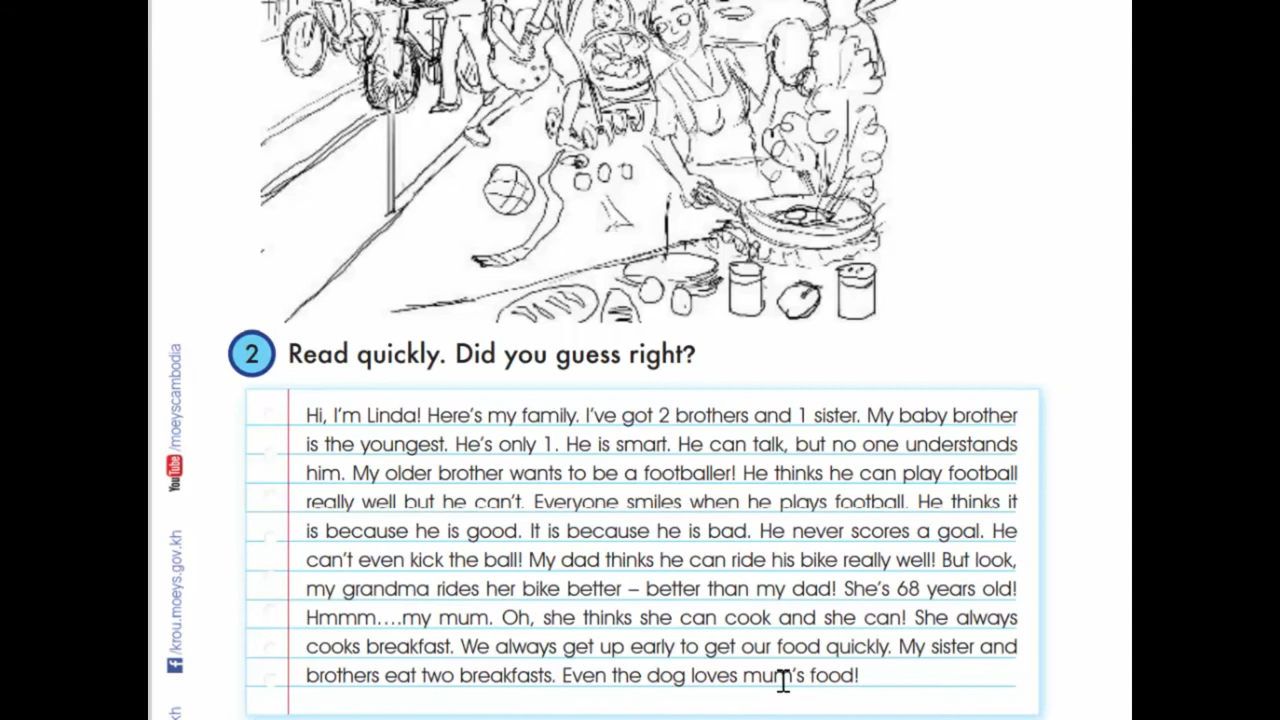 2 Read quickly. Did you guess right?
Hi, I'm Linda! Here's my family. I've got 2 brothers and 1 sister. My baby brother
is the youngest. He's only 1. He is smart. He can talk, but no one understands
him. My older brother wants to be a footballer! He thinks he can play football
really well but he can't. Everyone smiles when he plays football. He thinks it
is because he is good. It is because he is bad. He never scores a goal. He
can't even kick the ball! My dad thinks he can ride his bike really well! But look,
my grandma rides her bike better – better than my dad! She's 68 years old!
Hmmm....my mum. Oh, she thinks she can cook and she can! She always
cooks breakfast. We always get up early to get our food quickly. My sister and
brothers eat two breakfasts. Even the dog loves mum's food!
YouTube /moeyscambodia
f /krou.moeys.gov.kh
kh